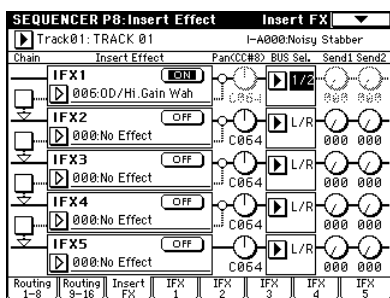 SEQUENCER P8:Insert Effect Insert FX
Track01: TRACK 01 I-A000:Noisy Stabber
Chain Insert Effect Pan(CC#8) BUS Sel. Send1 Send2
IFX1 ON
006:OD/Hi.Gain Wah C064 1/2 000 000
IFX2 OFF
000:No Effect C064 L/R 000 000
IFX3 OFF
000:No Effect C064 L/R 000 000
IFX4 OFF
000:No Effect C064 L/R 000 000
IFX5 OFF
000:No Effect C064 L/R 000 000
Routing 1-8 Routing 9-16 Insert FX IFX 1 IFX 2 IFX 3 IFX 4 IFX 5